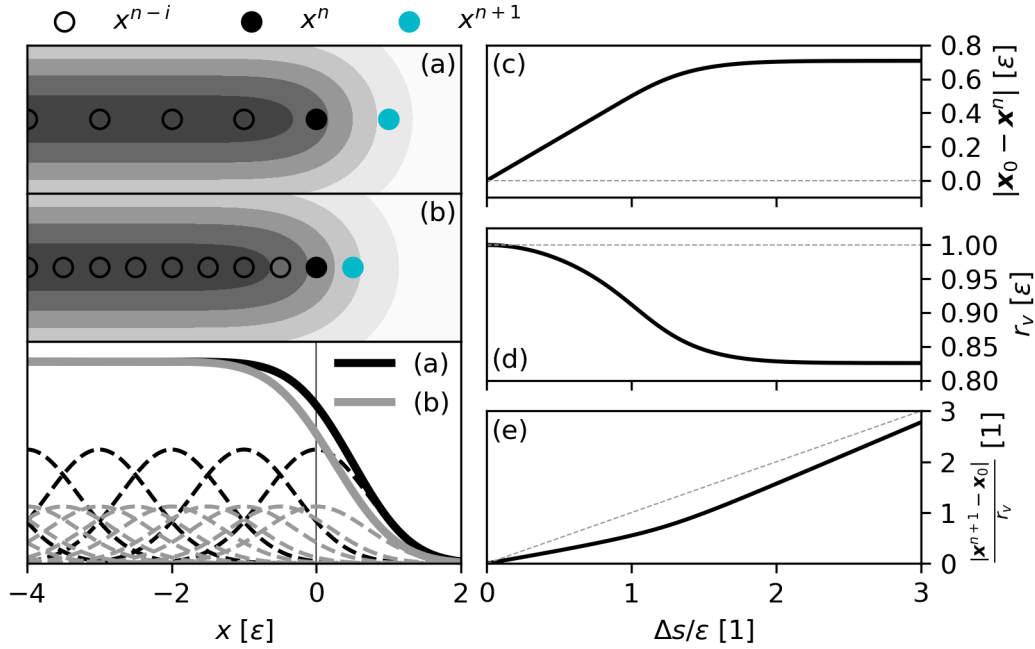 x^{n−i} x^n x^{n+1}
(a)
(b)
(a)
(b)
−4 −2 0 2
x [ε]
(c)
0.8
0.6
0.4
0.2
0.0
|x_0 − x^n| [ε]
(d)
1.00
0.95
0.90
0.85
0.80
r_v [ε]
(e)
3
2
1
0
|x^{n+1} − x_0| / r_v [1]
0 1 2 3
Δs/ε [1]